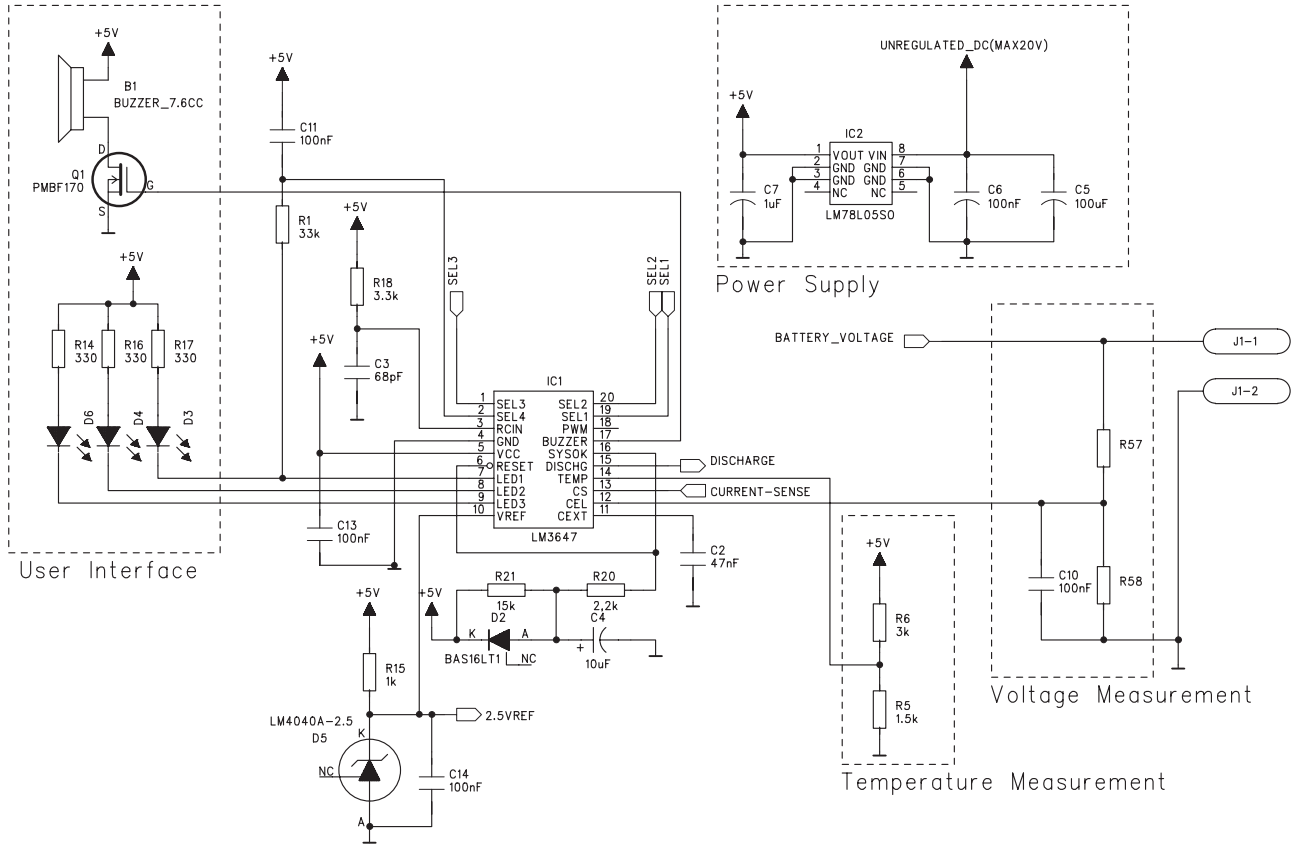 +5V
B1
BUZZER_7.6CC
D
Q1
PMBF170
G
S
+5V
R14
330
R16
330
R17
330
D6
D4
D3
User Interface
+5V
C11
100nF
R1
33k
+5V
R18
3.3k
C3
68pF
+5V
C13
100nF
SEL3
SEL2
SEL1
IC1
1 SEL3 SEL2 20
2 SEL4 SEL1 19
3 RCIN PWM 18
4 GND BUZZER 17
5 VCC SYSOK 16
6 RESET DISCHG 15
7 LED1 TEMP 14
8 LED2 CS 13
9 LED3 CEL 12
10 VREF CEXT 11
LM3647
DISCHARGE
CURRENT-SENSE
C2
47nF
+5V
R21
15k
R20
2,2k
D2
K A
BAS16LT1
NC
C4
+
10uF
+5V
R15
1k
2.5VREF
LM4040A-2.5
D5
K
NC
A
C14
100nF
UNREGULATED_DC(MAX20V)
+5V
IC2
1 VOUT VIN 8
2 GND GND 7
3 GND GND 6
4 NC NC 5
LM78L05SO
C7
1uF
C6
100nF
C5
100uF
Power Supply
BATTERY_VOLTAGE
J1-1
J1-2
R57
R58
C10
100nF
Voltage Measurement
+5V
R6
3k
R5
1.5k
Temperature Measurement